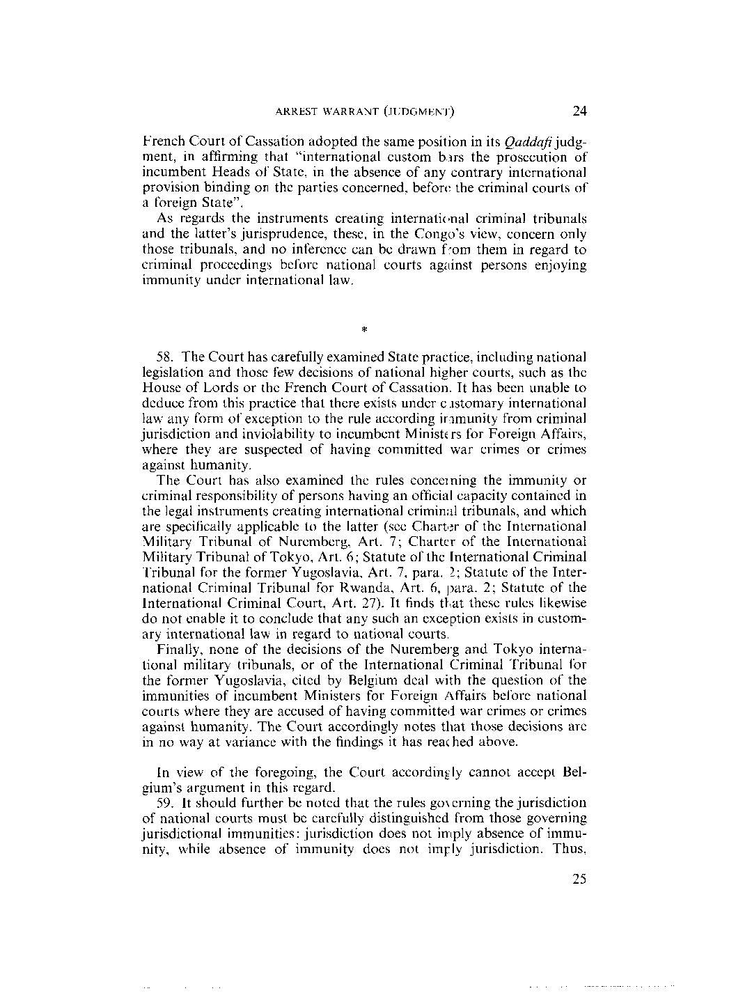 ARREST WARRANT (JUDGMENT) 24
French Court of Cassation adopted the same position in its Qaddafi judg-
ment, in affirming that “international custom bars the prosecution of
incumbent Heads of State, in the absence of any contrary international
provision binding on the parties concerned, before the criminal courts of
a foreign State”.
As regards the instruments creating international criminal tribunals
and the latter’s jurisprudence, these, in the Congo’s view, concern only
those tribunals, and no inference can be drawn from them in regard to
criminal proceedings before national courts against persons enjoying
immunity under international law.
*
58. The Court has carefully examined State practice, including national
legislation and those few decisions of national higher courts, such as the
House of Lords or the French Court of Cassation. It has been unable to
deduce from this practice that there exists under customary international
law any form of exception to the rule according immunity from criminal
jurisdiction and inviolability to incumbent Ministers for Foreign Affairs,
where they are suspected of having committed war crimes or crimes
against humanity.
The Court has also examined the rules concerning the immunity or
criminal responsibility of persons having an official capacity contained in
the legal instruments creating international criminal tribunals, and which
are specifically applicable to the latter (see Charter of the International
Military Tribunal of Nuremberg, Art. 7; Charter of the International
Military Tribunal of Tokyo, Art. 6; Statute of the International Criminal
Tribunal for the former Yugoslavia, Art. 7, para. 2; Statute of the Inter-
national Criminal Tribunal for Rwanda, Art. 6, para. 2; Statute of the
International Criminal Court, Art. 27). It finds that these rules likewise
do not enable it to conclude that any such an exception exists in custom-
ary international law in regard to national courts.
Finally, none of the decisions of the Nuremberg and Tokyo interna-
tional military tribunals, or of the International Criminal Tribunal for
the former Yugoslavia, cited by Belgium deal with the question of the
immunities of incumbent Ministers for Foreign Affairs before national
courts where they are accused of having committed war crimes or crimes
against humanity. The Court accordingly notes that those decisions are
in no way at variance with the findings it has reached above.
In view of the foregoing, the Court accordingly cannot accept Bel-
gium’s argument in this regard.
59. It should further be noted that the rules governing the jurisdiction
of national courts must be carefully distinguished from those governing
jurisdictional immunities: jurisdiction does not imply absence of immu-
nity, while absence of immunity does not imply jurisdiction. Thus,
25